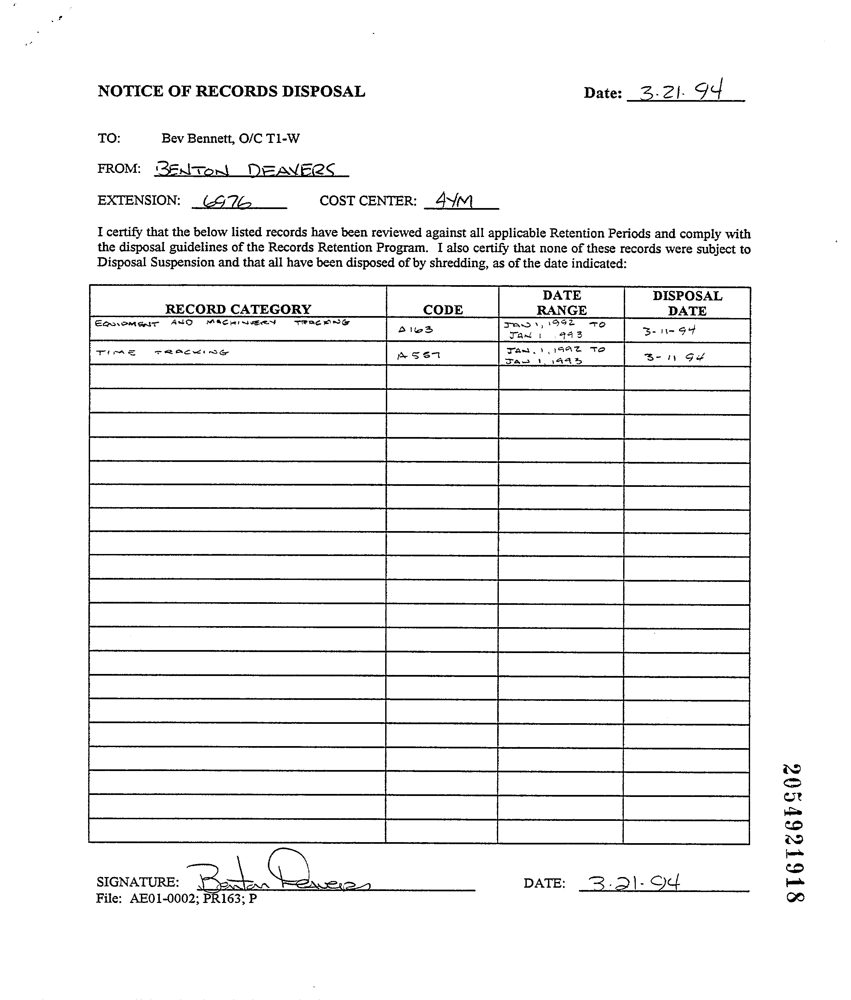 NOTICE OF RECORDS DISPOSAL Date: 3.21.94
TO: Bev Bennett, O/C T1-W
FROM: BENTON DEAVERS
EXTENSION: 6976 COST CENTER: 4YM
I certify that the below listed records have been reviewed against all applicable Retention Periods and comply with
the disposal guidelines of the Records Retention Program. I also certify that none of these records were subject to
Disposal Suspension and that all have been disposed of by shredding, as of the date indicated:
RECORD CATEGORY CODE DATE RANGE DISPOSAL DATE
EQUIPMENT AND MACHINERY TRACKING A163 JAN 1, 1992 TO JAN 1 993 3-11-94
TIME TRACKING A567 JAN. 1, 1992 TO JAN 1, 1993 3-11 94
SIGNATURE: Benton Deavers DATE: 3.21.94
File: AE01-0002; PR163; P
2054921918